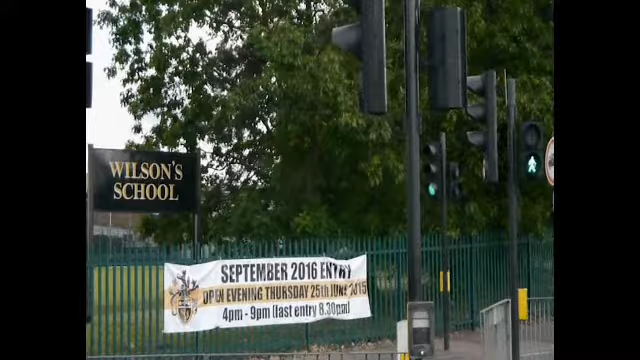 WILSON'S
SCHOOL
SEPTEMBER 2016 ENTRY
OPEN EVENING THURSDAY 25th JUNE 2015
4pm - 9pm (last entry 8.30pm)